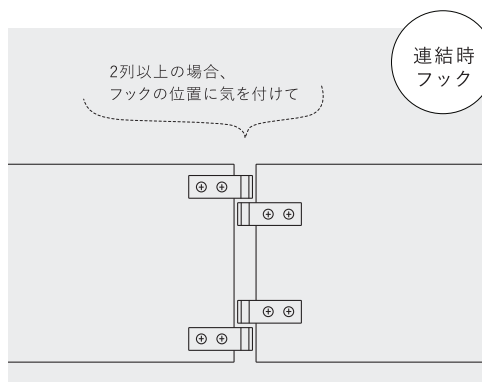 連結時
フック
2列以上の場合、
フックの位置に気を付けて